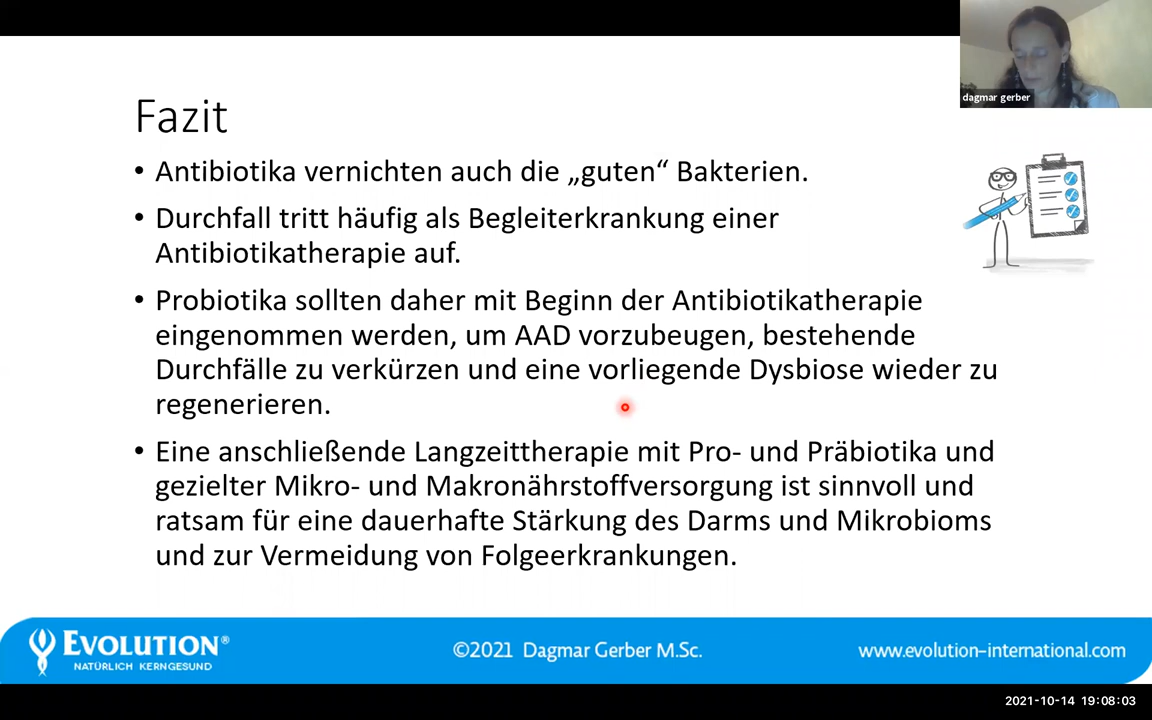 dagmar gerber
Fazit
• Antibiotika vernichten auch die „guten“ Bakterien.
• Durchfall tritt häufig als Begleiterkrankung einer
Antibiotikatherapie auf.
• Probiotika sollten daher mit Beginn der Antibiotikatherapie
eingenommen werden, um AAD vorzubeugen, bestehende
Durchfälle zu verkürzen und eine vorliegende Dysbiose wieder zu
regenerieren.
• Eine anschließende Langzeittherapie mit Pro- und Präbiotika und
gezielter Mikro- und Makronährstoffversorgung ist sinnvoll und
ratsam für eine dauerhafte Stärkung des Darms und Mikrobioms
und zur Vermeidung von Folgeerkrankungen.
EVOLUTION®
NATÜRLICH KERNGESUND
©2021 Dagmar Gerber M.Sc.
www.evolution-international.com
2021-10-14 19:08:03